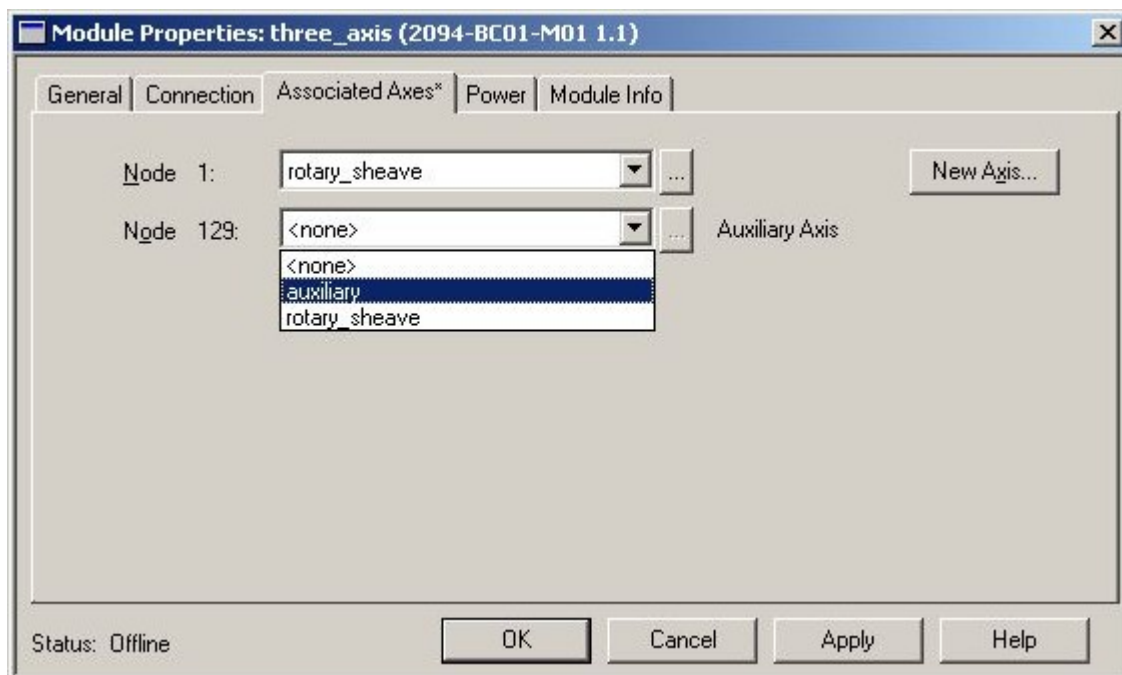 Module Properties: three_axis (2094-BC01-M01 1.1)
General Connection Associated Axes* Power Module Info
Node 1: rotary_sheave ... New Axis...
Node 129: <none> ... Auxiliary Axis
<none>
auxiliary
rotary_sheave
Status: Offline OK Cancel Apply Help